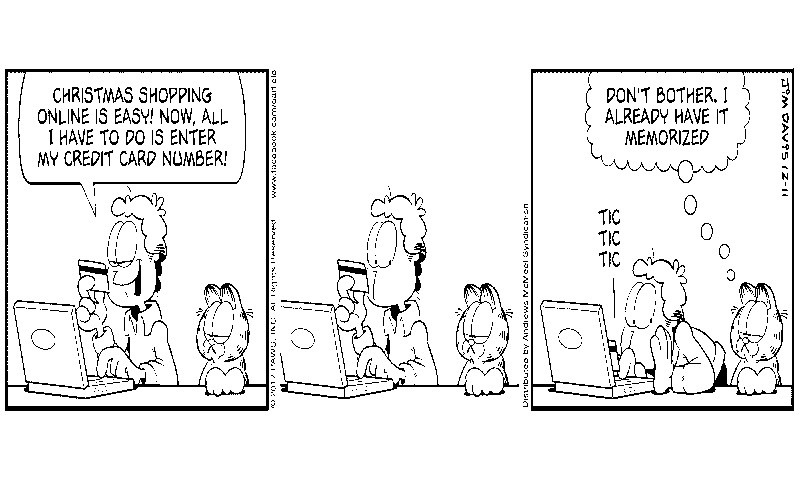 CHRISTMAS SHOPPING
ONLINE IS EASY! NOW, ALL
I HAVE TO DO IS ENTER
MY CREDIT CARD NUMBER!
www.facebook.com/garfield
© 2017 PAWS, INC. All Rights Reserved.
Distributed by Andrews McMeel Syndication
DON'T BOTHER. I
ALREADY HAVE IT
MEMORIZED
TIC
TIC
TIC
JIM DAVIS 12-11